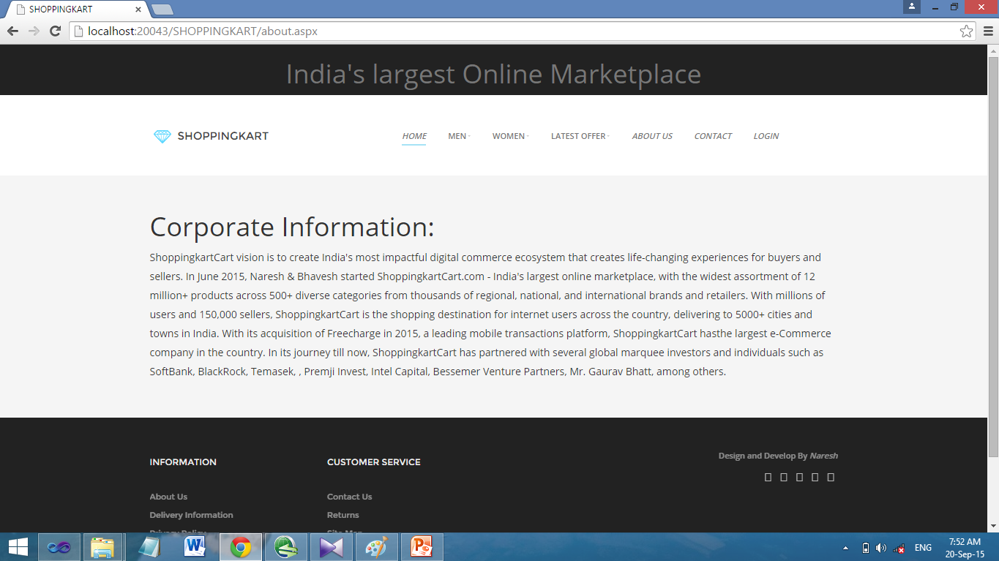 SHOPPINGKART
localhost:20043/SHOPPINGKART/about.aspx
India's largest Online Marketplace
SHOPPINGKART HOME MEN WOMEN LATEST OFFER ABOUT US CONTACT LOGIN
Corporate Information:
ShoppingkartCart vision is to create India's most impactful digital commerce ecosystem that creates life-changing experiences for buyers and
sellers. In June 2015, Naresh & Bhavesh started ShoppingkartCart.com - India's largest online marketplace, with the widest assortment of 12
million+ products across 500+ diverse categories from thousands of regional, national, and international brands and retailers. With millions of
users and 150,000 sellers, ShoppingkartCart is the shopping destination for internet users across the country, delivering to 5000+ cities and
towns in India. With its acquisition of Freecharge in 2015, a leading mobile transactions platform, ShoppingkartCart hasthe largest e-Commerce
company in the country. In its journey till now, ShoppingkartCart has partnered with several global marquee investors and individuals such as
SoftBank, BlackRock, Temasek, , Premji Invest, Intel Capital, Bessemer Venture Partners, Mr. Gaurav Bhatt, among others.
INFORMATION
About Us
Delivery Information
Privacy Policy
CUSTOMER SERVICE
Contact Us
Returns
Site Map
Design and Develop By Naresh
ENG
7:52 AM
20-Sep-15